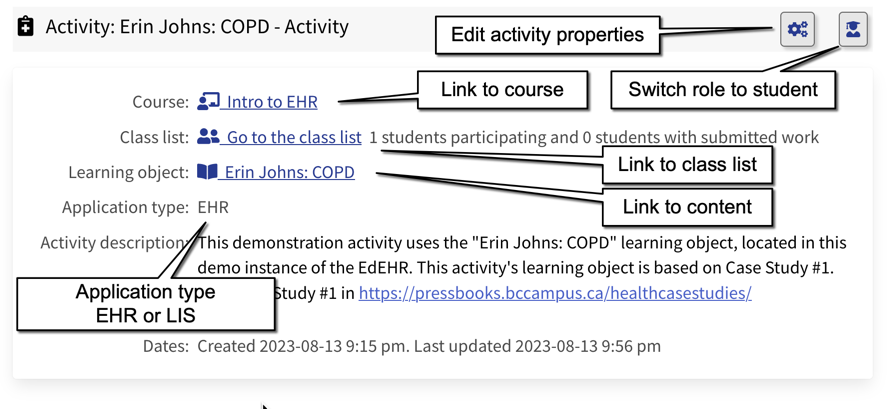 Activity: Erin Johns: COPD - Activity
Edit activity properties
Switch role to student
Course: Intro to EHR
Link to course
Class list: Go to the class list 1 students participating and 0 students with submitted work
Link to class list
Learning object: Erin Johns: COPD
Link to content
Application type: EHR
Activity description: This demonstration activity uses the "Erin Johns: COPD" learning object, located in this
demo instance of the EdEHR. This activity's learning object is based on Case Study #1.
Study #1 in https://pressbooks.bccampus.ca/healthcasestudies/
Application type
EHR or LIS
Dates: Created 2023-08-13 9:15 pm. Last updated 2023-08-13 9:56 pm